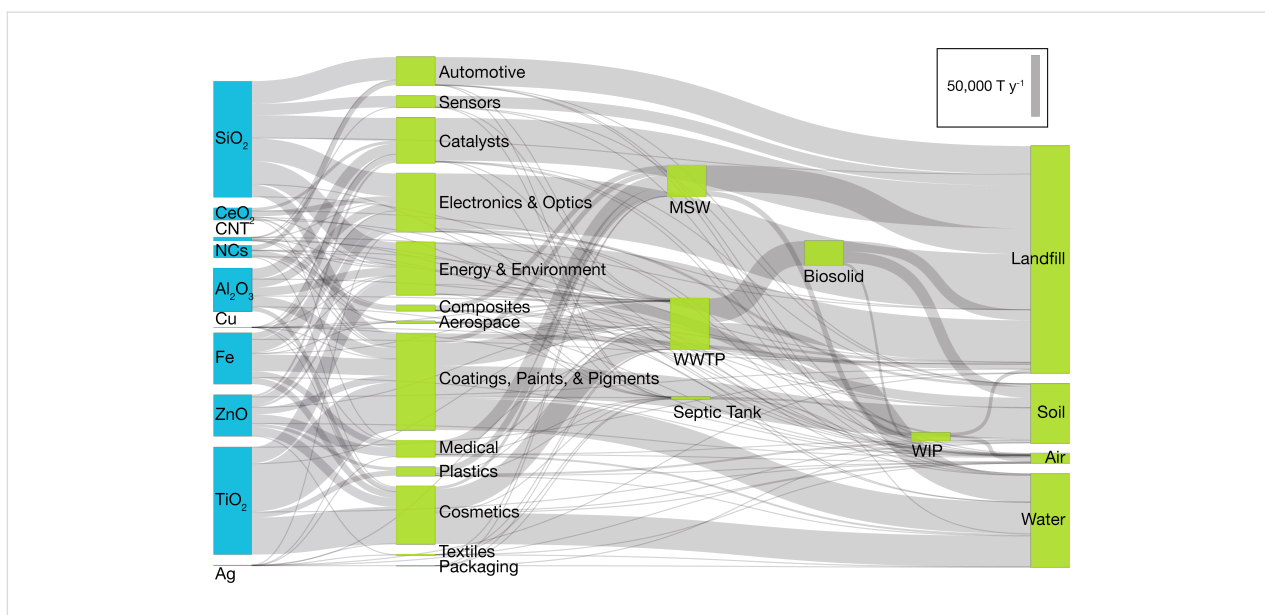 50,000 T y⁻¹
SiO₂
CeO₂
CNT
NCs
Al₂O₃
Cu
Fe
ZnO
TiO₂
Ag
Automotive
Sensors
Catalysts
Electronics & Optics
Energy & Environment
Composites
Aerospace
Coatings, Paints, & Pigments
Medical
Plastics
Cosmetics
Textiles
Packaging
MSW
WWTP
Septic Tank
Biosolid
WIP
Landfill
Soil
Air
Water